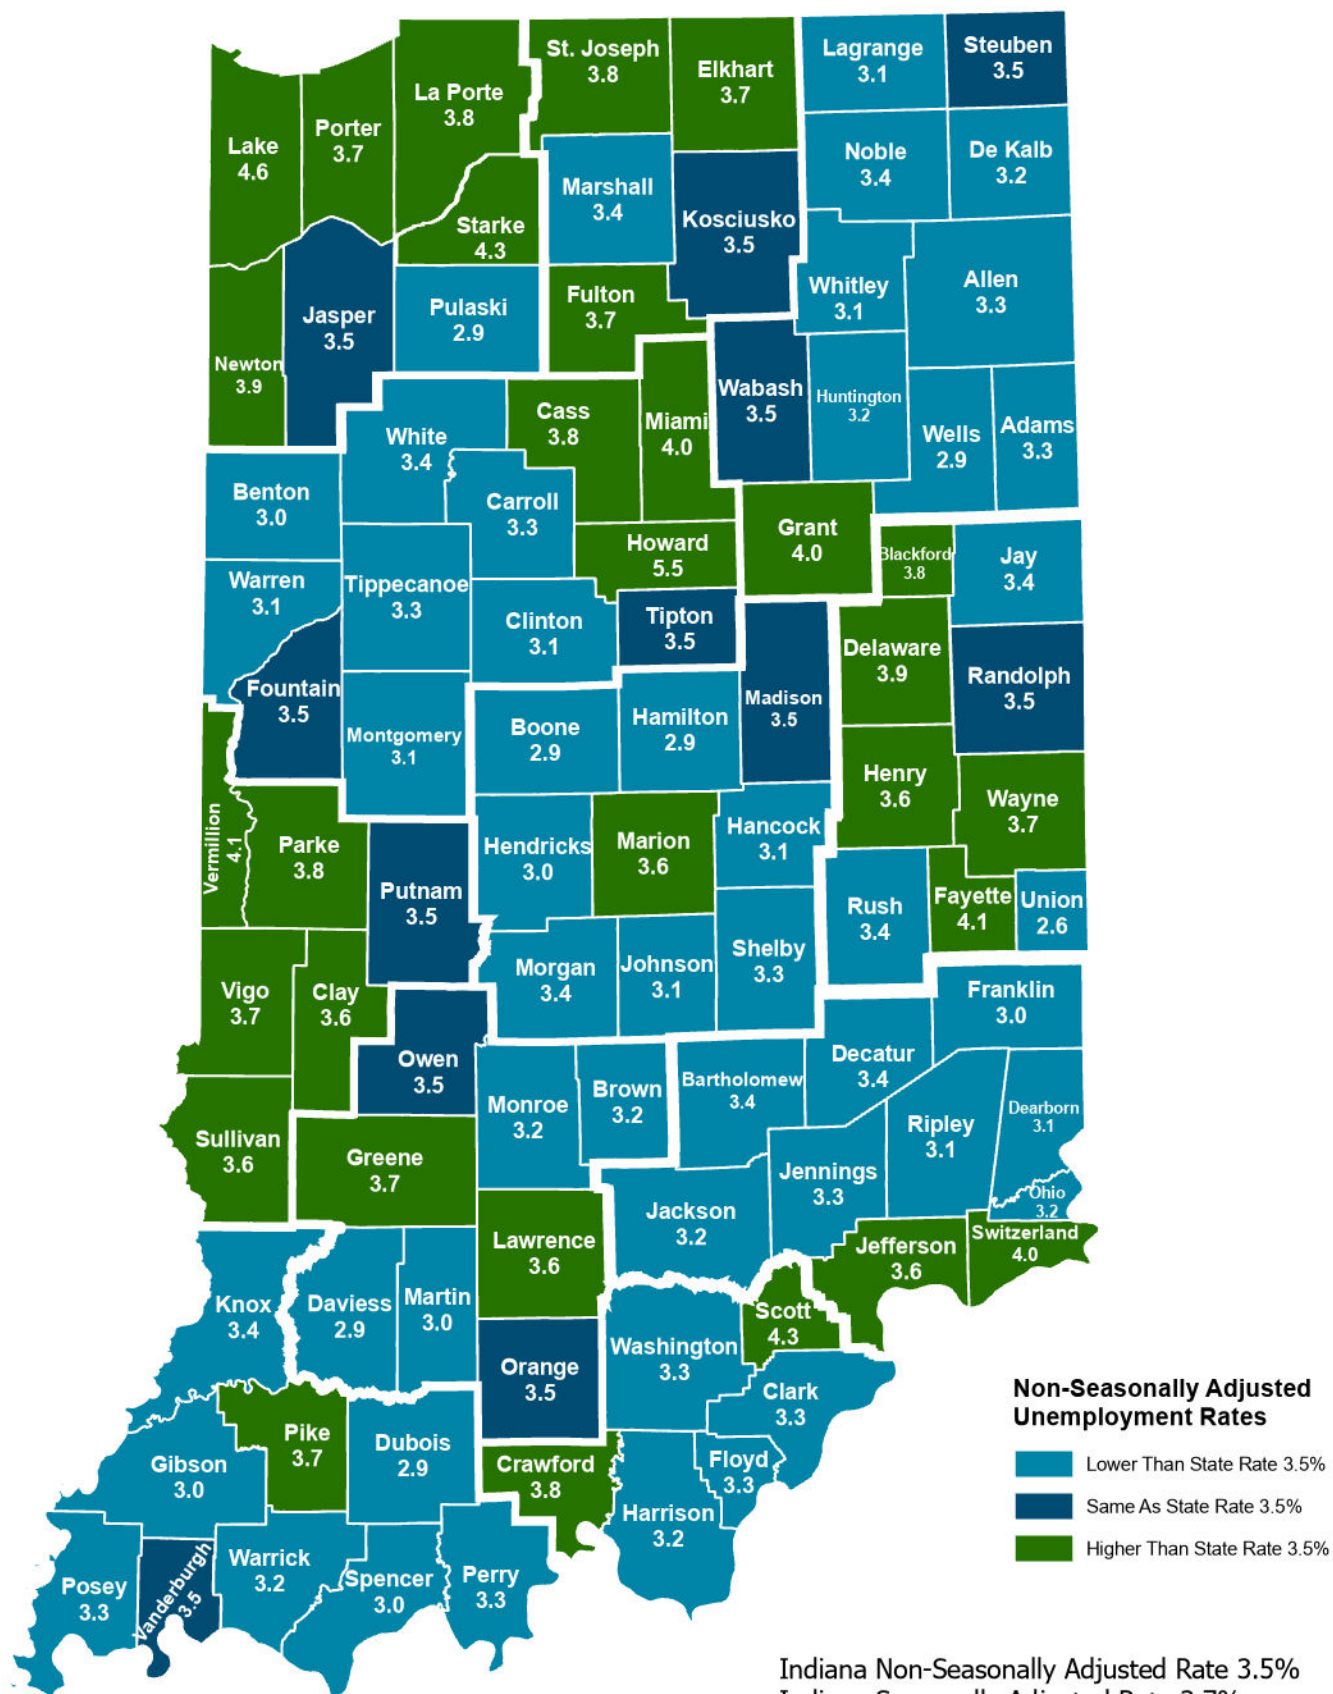 St. Joseph
3.8
Elkhart
3.7
Lagrange
3.1
Steuben
3.5
La Porte
3.8
Porter
3.7
Lake
4.6
Noble
3.4
De Kalb
3.2
Marshall
3.4
Kosciusko
3.5
Starke
4.3
Whitley
3.1
Allen
3.3
Fulton
3.7
Pulaski
2.9
Jasper
3.5
Newton
3.9
Wabash
3.5
Huntington
3.2
Cass
3.8
Miami
4.0
White
3.4
Wells
2.9
Adams
3.3
Benton
3.0
Carroll
3.3
Grant
4.0
Howard
5.5
Blackford
3.8
Jay
3.4
Warren
3.1
Tippecanoe
3.3
Clinton
3.1
Tipton
3.5
Delaware
3.9
Randolph
3.5
Fountain
3.5
Madison
3.5
Montgomery
3.1
Boone
2.9
Hamilton
2.9
Henry
3.6
Wayne
3.7
Vermillion
4.1
Parke
3.8
Hendricks
3.0
Marion
3.6
Hancock
3.1
Putnam
3.5
Rush
3.4
Fayette
4.1
Union
2.6
Morgan
3.4
Johnson
3.1
Shelby
3.3
Vigo
3.7
Clay
3.6
Franklin
3.0
Owen
3.5
Decatur
3.4
Monroe
3.2
Brown
3.2
Bartholomew
3.4
Ripley
3.1
Dearborn
3.1
Sullivan
3.6
Greene
3.7
Jennings
3.3
Ohio
3.2
Jackson
3.2
Lawrence
3.6
Jefferson
3.6
Switzerland
4.0
Knox
3.4
Daviess
2.9
Martin
3.0
Scott
4.3
Washington
3.3
Orange
3.5
Clark
3.3
Pike
3.7
Dubois
2.9
Gibson
3.0
Crawford
3.8
Floyd
3.3
Harrison
3.2
Posey
3.3
Vanderburgh
3.5
Warrick
3.2
Spencer
3.0
Perry
3.3
Non-Seasonally Adjusted
Unemployment Rates
Lower Than State Rate 3.5%
Same As State Rate 3.5%
Higher Than State Rate 3.5%
Indiana Non-Seasonally Adjusted Rate 3.5%